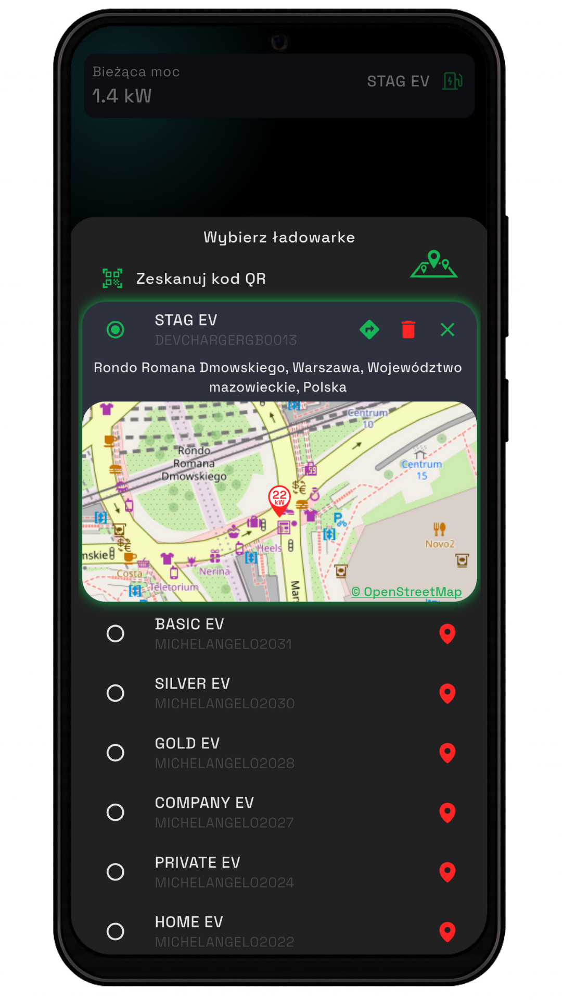 Bieżąca moc
1.4 kW
STAG EV
Wybierz ładowarke
Zeskanuj kod QR
STAG EV
DEVCHARGERGB0013
Rondo Romana Dmowskiego, Warszawa, Województwo
mazowieckie, Polska
Centrum
10
Rondo
Romana
Dmowskiego
Centrum
15
59
$€
22
kW
P
Novo2
$€
nskie
Heels
Costa
Nerina
Teletorium
Mar
© OpenStreetMap
BASIC EV
MICHELANGELO2031
SILVER EV
MICHELANGELO2030
GOLD EV
MICHELANGELO2028
COMPANY EV
MICHELANGELO2027
PRIVATE EV
MICHELANGELO2024
HOME EV
MICHELANGELO2022